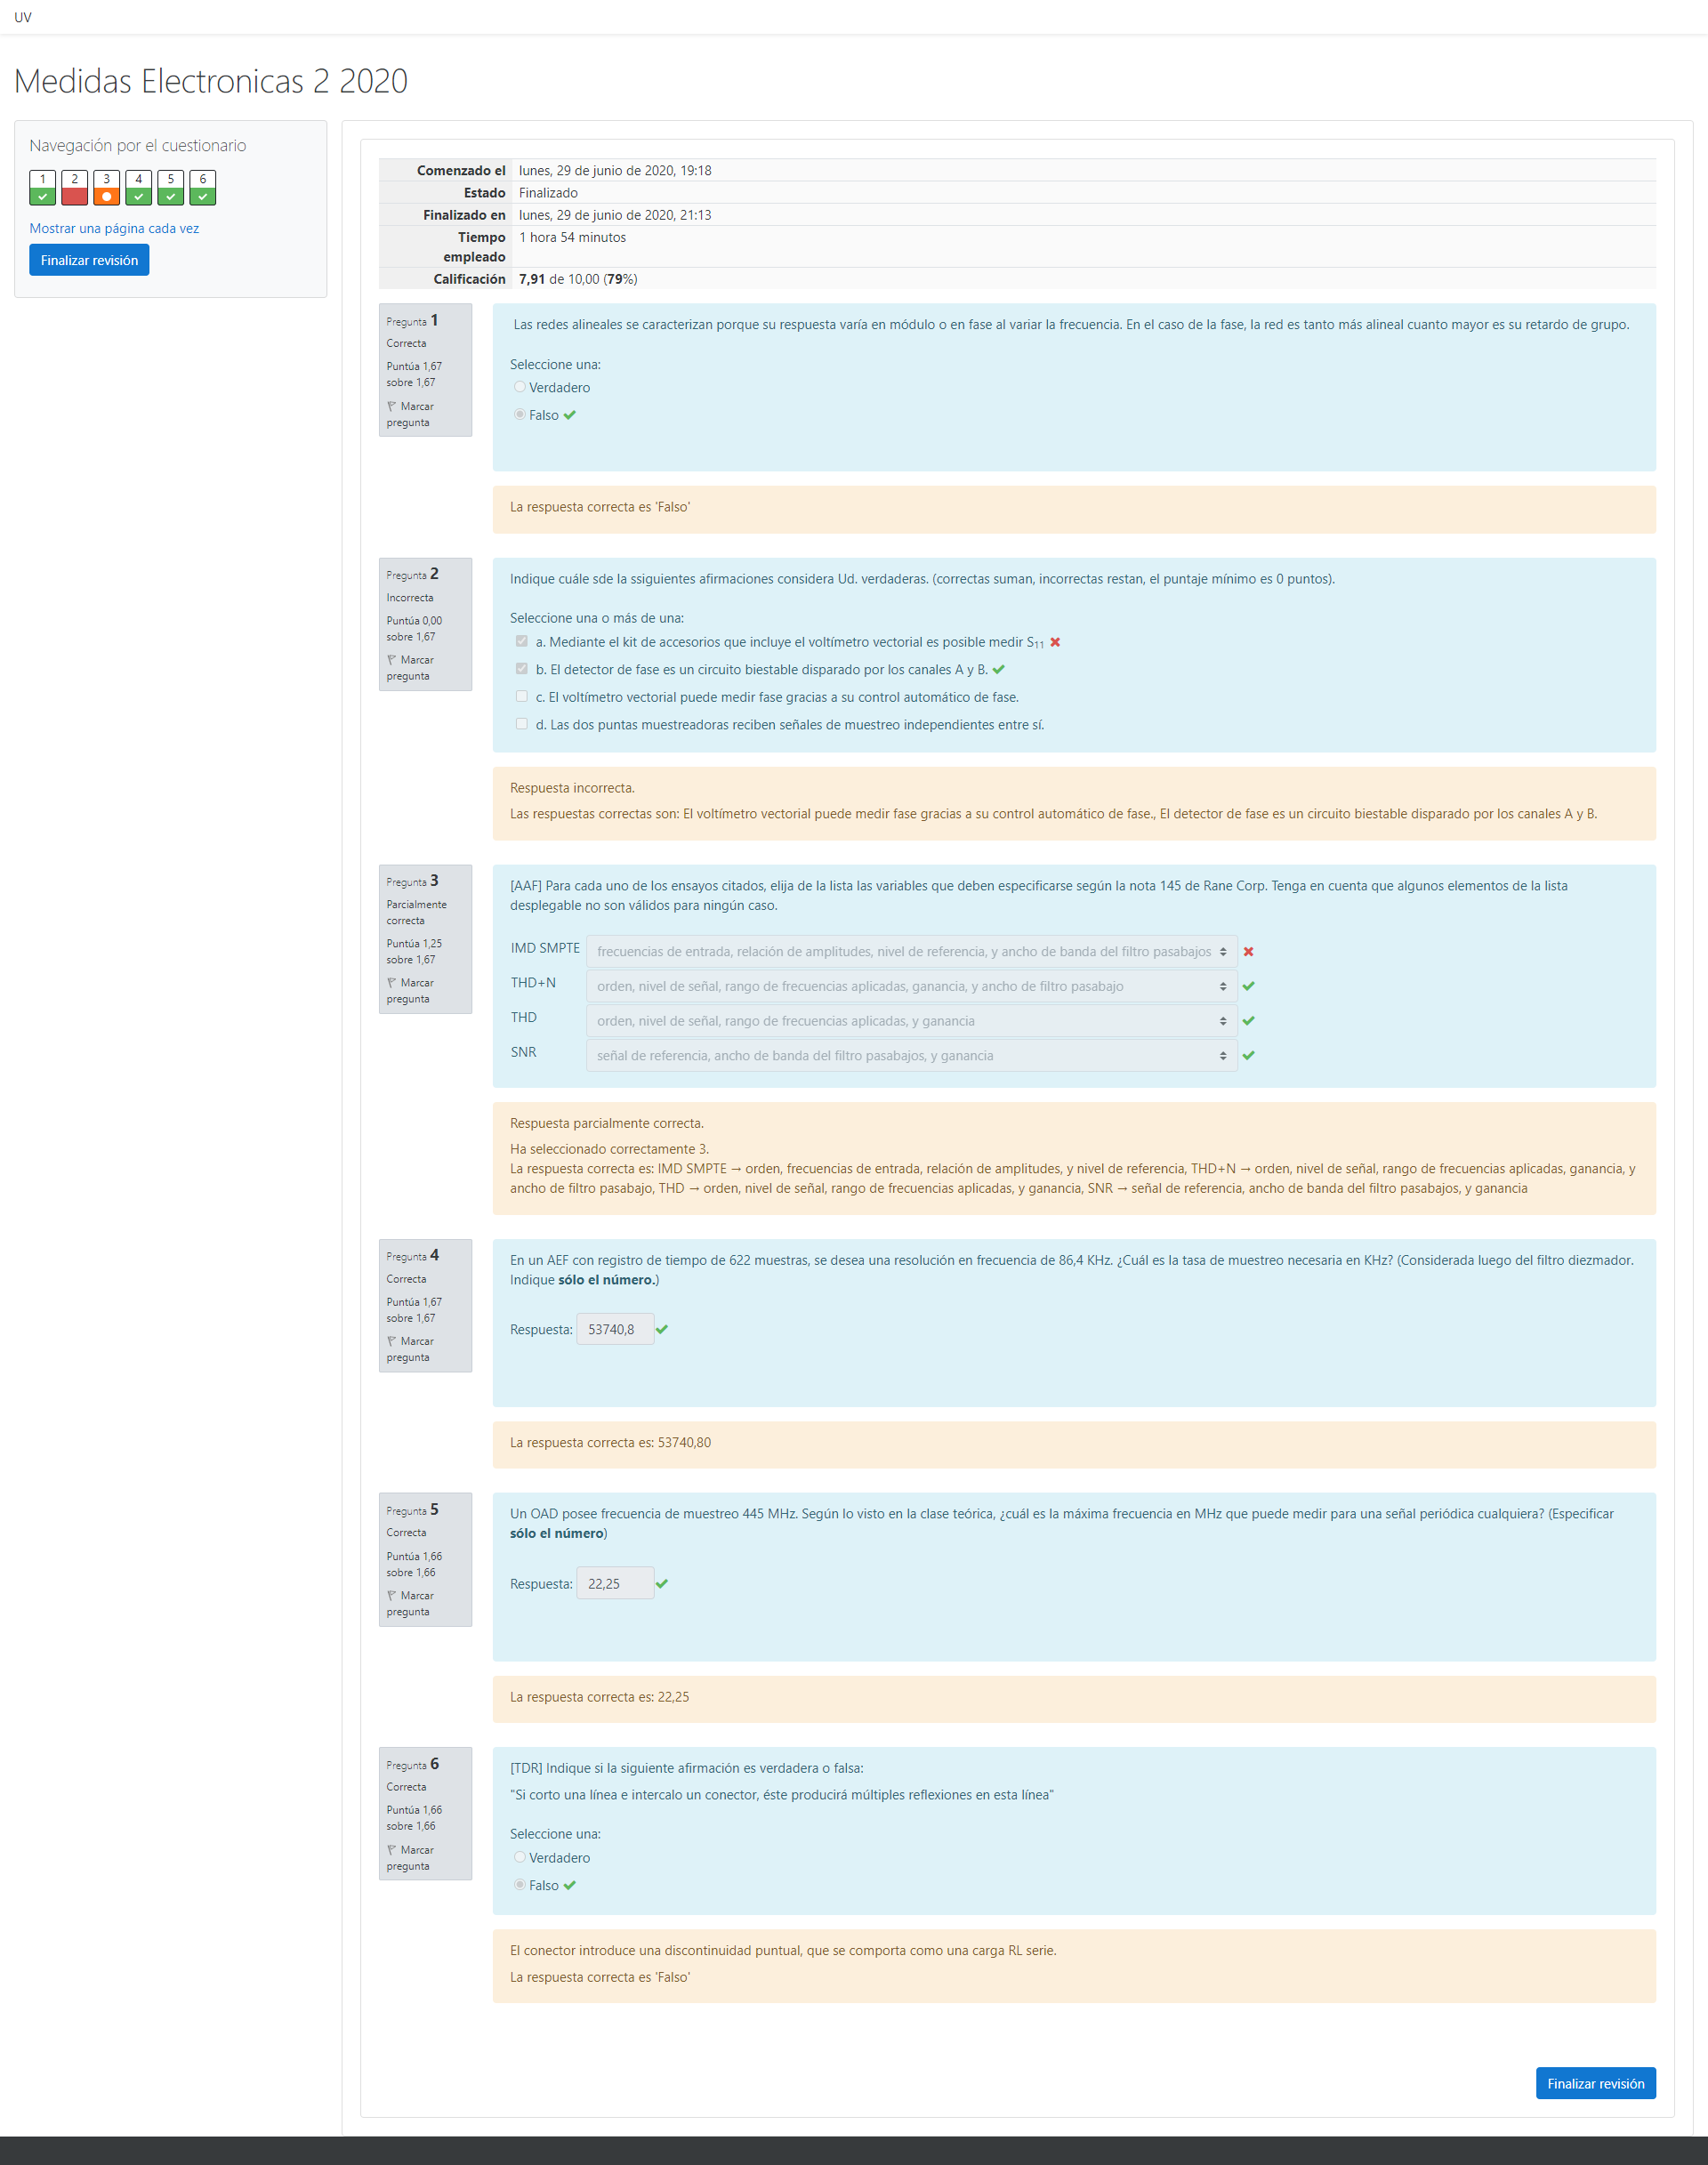 UV
Medidas Electronicas 2 2020
Navegación por el cuestionario
1 2 3 4 5 6
Mostrar una página cada vez
Finalizar revisión
Comenzado el lunes, 29 de junio de 2020, 19:18
Estado Finalizado
Finalizado en lunes, 29 de junio de 2020, 21:13
Tiempo empleado 1 hora 54 minutos
Calificación 7,91 de 10,00 (79%)
Pregunta 1
Correcta
Puntúa 1,67
sobre 1,67
Marcar
pregunta
Las redes alineales se caracterizan porque su respuesta varía en módulo o en fase al variar la frecuencia. En el caso de la fase, la red es tanto más alineal cuanto mayor es su retardo de grupo.
Seleccione una:
Verdadero
Falso
La respuesta correcta es 'Falso'
Pregunta 2
Incorrecta
Puntúa 0,00
sobre 1,67
Marcar
pregunta
Indique cuále sde la ssiguientes afirmaciones considera Ud. verdaderas. (correctas suman, incorrectas restan, el puntaje mínimo es 0 puntos).
Seleccione una o más de una:
a. Mediante el kit de accesorios que incluye el voltímetro vectorial es posible medir S11
b. El detector de fase es un circuito biestable disparado por los canales A y B.
c. El voltímetro vectorial puede medir fase gracias a su control automático de fase.
d. Las dos puntas muestreadoras reciben señales de muestreo independientes entre sí.
Respuesta incorrecta.
Las respuestas correctas son: El voltímetro vectorial puede medir fase gracias a su control automático de fase., El detector de fase es un circuito biestable disparado por los canales A y B.
Pregunta 3
Parcialmente
correcta
Puntúa 1,25
sobre 1,67
Marcar
pregunta
[AAF] Para cada uno de los ensayos citados, elija de la lista las variables que deben especificarse según la nota 145 de Rane Corp. Tenga en cuenta que algunos elementos de la lista
desplegable no son válidos para ningún caso.
IMD SMPTE frecuencias de entrada, relación de amplitudes, nivel de referencia, y ancho de banda del filtro pasabajos
THD+N orden, nivel de señal, rango de frecuencias aplicadas, ganancia, y ancho de filtro pasabajo
THD orden, nivel de señal, rango de frecuencias aplicadas, y ganancia
SNR señal de referencia, ancho de banda del filtro pasabajos, y ganancia
Respuesta parcialmente correcta.
Ha seleccionado correctamente 3.
La respuesta correcta es: IMD SMPTE → orden, frecuencias de entrada, relación de amplitudes, y nivel de referencia, THD+N → orden, nivel de señal, rango de frecuencias aplicadas, ganancia, y
ancho de filtro pasabajo, THD → orden, nivel de señal, rango de frecuencias aplicadas, y ganancia, SNR → señal de referencia, ancho de banda del filtro pasabajos, y ganancia
Pregunta 4
Correcta
Puntúa 1,67
sobre 1,67
Marcar
pregunta
En un AEF con registro de tiempo de 622 muestras, se desea una resolución en frecuencia de 86,4 KHz. ¿Cuál es la tasa de muestreo necesaria en KHz? (Considerada luego del filtro diezmador.
Indique sólo el número.)
Respuesta: 53740,8
La respuesta correcta es: 53740,80
Pregunta 5
Correcta
Puntúa 1,66
sobre 1,66
Marcar
pregunta
Un OAD posee frecuencia de muestreo 445 MHz. Según lo visto en la clase teórica, ¿cuál es la máxima frecuencia en MHz que puede medir para una señal periódica cualquiera? (Especificar
sólo el número)
Respuesta: 22,25
La respuesta correcta es: 22,25
Pregunta 6
Correcta
Puntúa 1,66
sobre 1,66
Marcar
pregunta
[TDR] Indique si la siguiente afirmación es verdadera o falsa:
"Si corto una línea e intercalo un conector, éste producirá múltiples reflexiones en esta línea"
Seleccione una:
Verdadero
Falso
El conector introduce una discontinuidad puntual, que se comporta como una carga RL serie.
La respuesta correcta es 'Falso'
Finalizar revisión